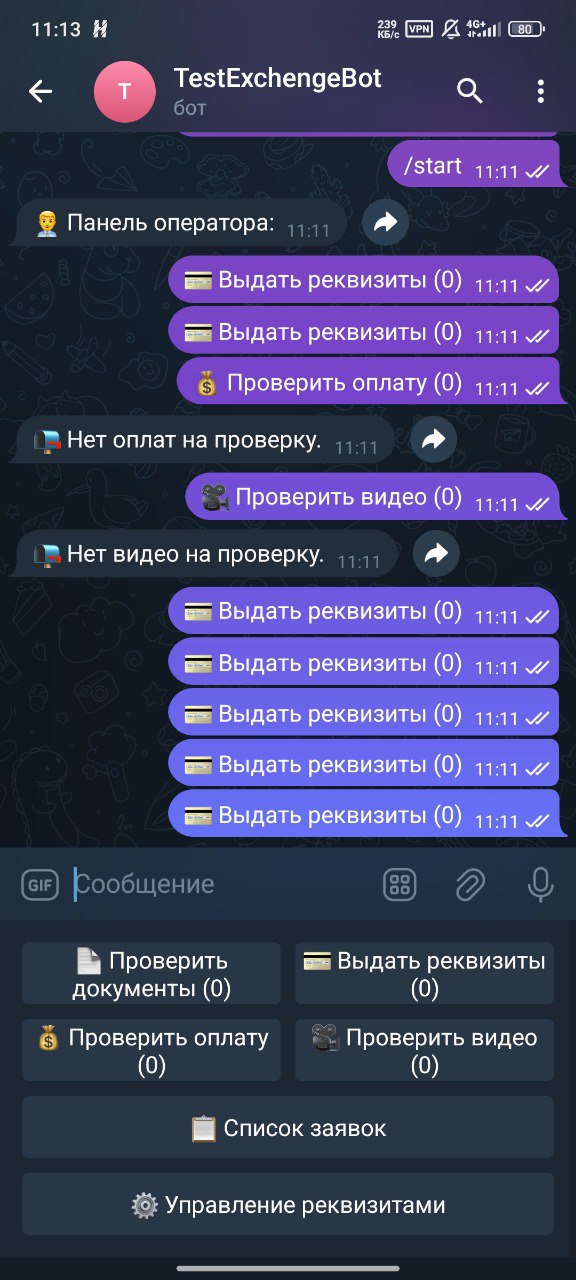 11:13
239
КБ/с
VPN
4G+
80
T
TestExchengeBot
бот
/start 11:11
Панель оператора: 11:11
Выдать реквизиты (0) 11:11
Выдать реквизиты (0) 11:11
Проверить оплату (0) 11:11
Нет оплат на проверку. 11:11
Проверить видео (0) 11:11
Нет видео на проверку. 11:11
Выдать реквизиты (0) 11:11
Выдать реквизиты (0) 11:11
Выдать реквизиты (0) 11:11
Выдать реквизиты (0) 11:11
Выдать реквизиты (0) 11:11
GIF
Сообщение
Проверить
документы (0)
Выдать реквизиты
(0)
Проверить оплату
(0)
Проверить видео
(0)
Список заявок
Управление реквизитами